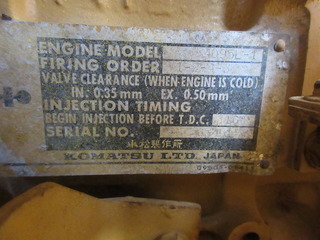 ENGINE MODEL
FIRING ORDER
VALVE CLEARANCE (WHEN ENGINE IS COLD)
IN. 0.35 mm EX. 0.50 mm
INJECTION TIMING
BEGIN INJECTION BEFORE T.D.C.
SERIAL NO.
小松製作所
KOMATSU LTD. JAPAN